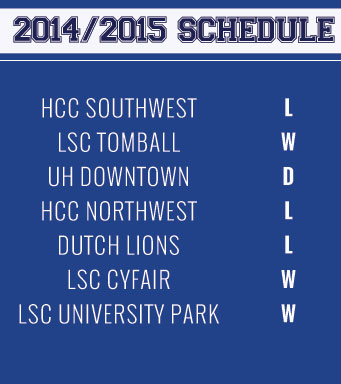 2014/2015 SCHEDULE
HCC SOUTHWEST L
LSC TOMBALL W
UH DOWNTOWN D
HCC NORTHWEST L
DUTCH LIONS L
LSC CYFAIR W
LSC UNIVERSITY PARK W